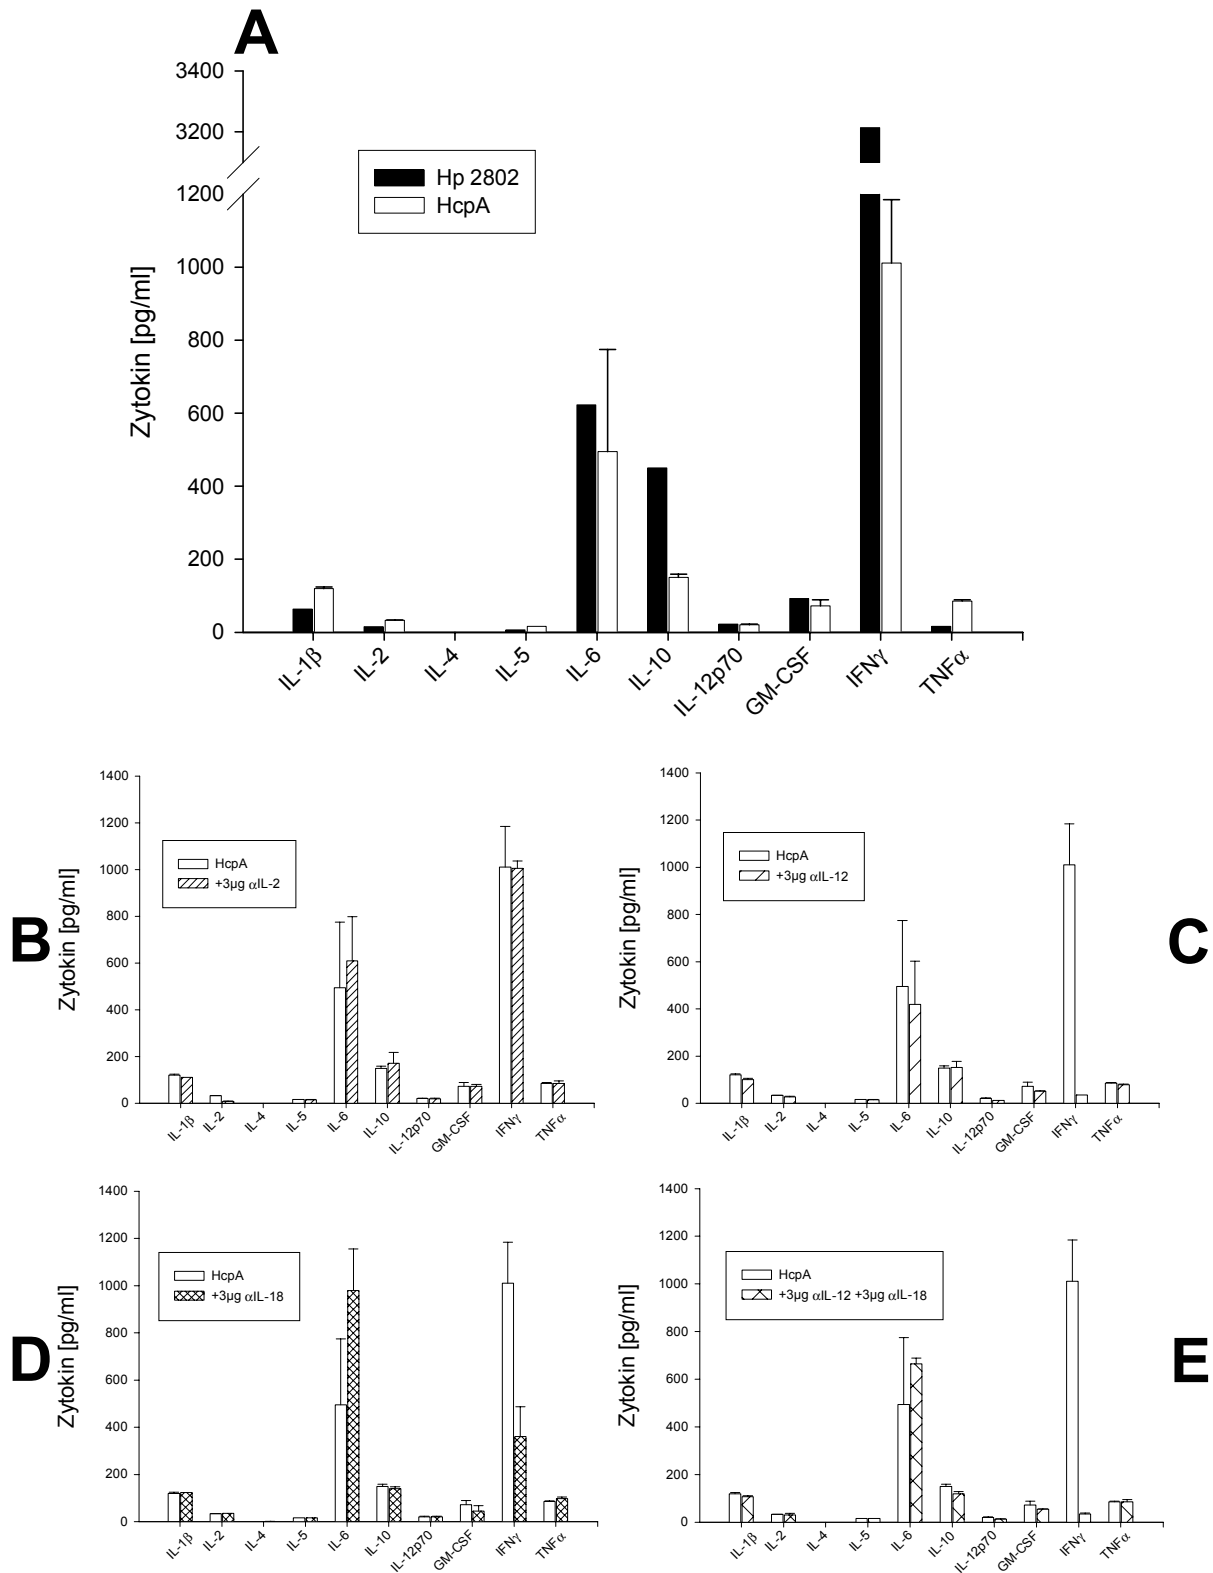 A
3400
3200
1200
1000
800
600
400
200
0
Zytokin [pg/ml]
Hp 2802
HcpA
IL-1β
IL-2
IL-4
IL-5
IL-6
IL-10
IL-12p70
GM-CSF
IFNγ
TNFα
B
1400
1200
1000
800
600
400
200
0
Zytokin [pg/ml]
HcpA
+3µg αIL-2
IL-1β
IL-2
IL-4
IL-5
IL-6
IL-10
IL-12p70
GM-CSF
IFNγ
TNFα
C
1400
1200
1000
800
600
400
200
0
Zytokin [pg/ml]
HcpA
+3µg αIL-12
IL-1β
IL-2
IL-4
IL-5
IL-6
IL-10
IL-12p70
GM-CSF
IFNγ
TNFα
D
1400
1200
1000
800
600
400
200
0
Zytokin [pg/ml]
HcpA
+3µg αIL-18
IL-1β
IL-2
IL-4
IL-5
IL-6
IL-10
IL-12p70
GM-CSF
IFNγ
TNFα
E
1400
1200
1000
800
600
400
200
0
Zytokin [pg/ml]
HcpA
+3µg αIL-12 +3µg αIL-18
IL-1β
IL-2
IL-4
IL-5
IL-6
IL-10
IL-12p70
GM-CSF
IFNγ
TNFα